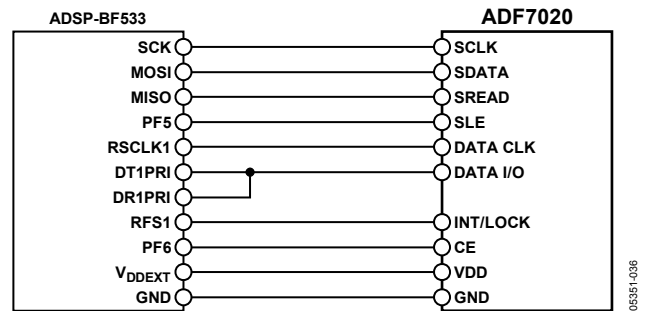 ADSP-BF533 ADF7020
SCK SCLK
MOSI SDATA
MISO SREAD
PF5 SLE
RSCLK1 DATA CLK
DT1PRI DATA I/O
DR1PRI
RFS1 INT/LOCK
PF6 CE
VDDEXT VDD
GND GND
05351-036